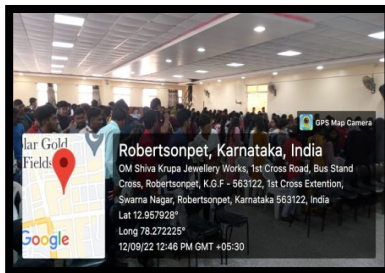 GPS Map Camera
Robertsonpet, Karnataka, India
OM Shiva Krupa Jewellery Works, 1st Cross Road, Bus Stand
Cross, Robertsonpet, K.G.F - 563122, 1st Cross Extention,
Swarna Nagar, Robertsonpet, Karnataka 563122, India
Lat 12.957928°
Long 78.272225°
12/09/22 12:46 PM GMT +05:30
lar Gold
Fields
Google